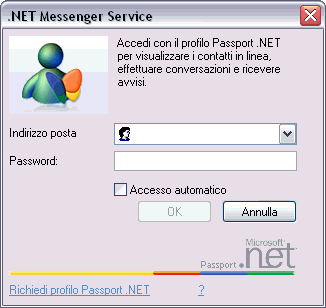 .NET Messenger Service
Accedi con il profilo Passport .NET
per visualizzare i contatti in linea,
effettuare conversazioni e ricevere
avvisi.
Indirizzo posta
Password:
Accesso automatico
OK
Annulla
Microsoft
Passport .net
Richiedi profilo Passport .NET
?